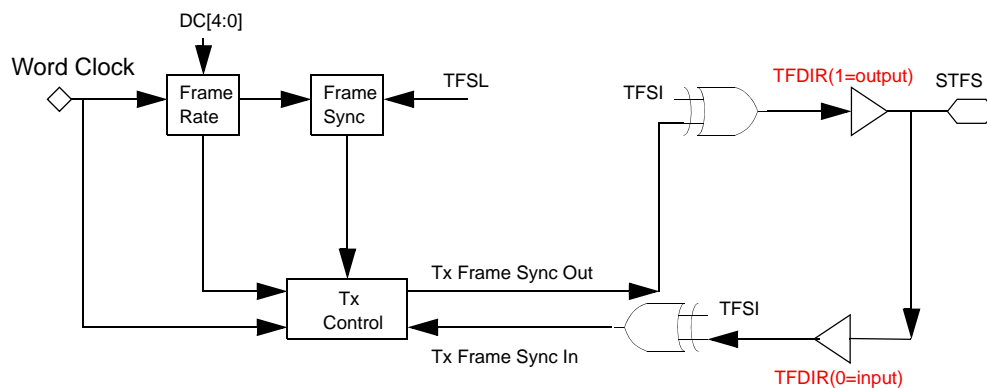 DC[4:0]
Word Clock
Frame
Rate
Frame
Sync
TFSL
TFSI
TFDIR(1=output)
STFS
Tx Frame Sync Out
Tx
Control
Tx Frame Sync In
TFSI
TFDIR(0=input)